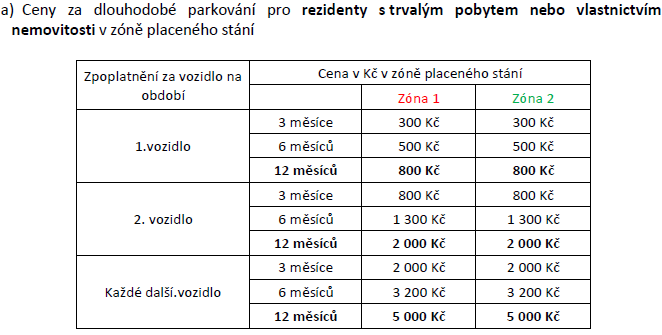 a) Ceny za dlouhodobé parkování pro rezidenty s trvalým pobytem nebo vlastnictvím
nemovitosti v zóně placeného stání
Zpoplatnění za vozidlo na období
Cena v Kč v zóně placeného stání
Zóna 1 Zóna 2
1.vozidlo
3 měsíce 300 Kč 300 Kč
6 měsíců 500 Kč 500 Kč
12 měsíců 800 Kč 800 Kč
2. vozidlo
3 měsíce 800 Kč 800 Kč
6 měsíců 1 300 Kč 1 300 Kč
12 měsíců 2 000 Kč 2 000 Kč
Každé další.vozidlo
3 měsíce 2 000 Kč 2 000 Kč
6 měsíců 3 200 Kč 3 200 Kč
12 měsíců 5 000 Kč 5 000 Kč